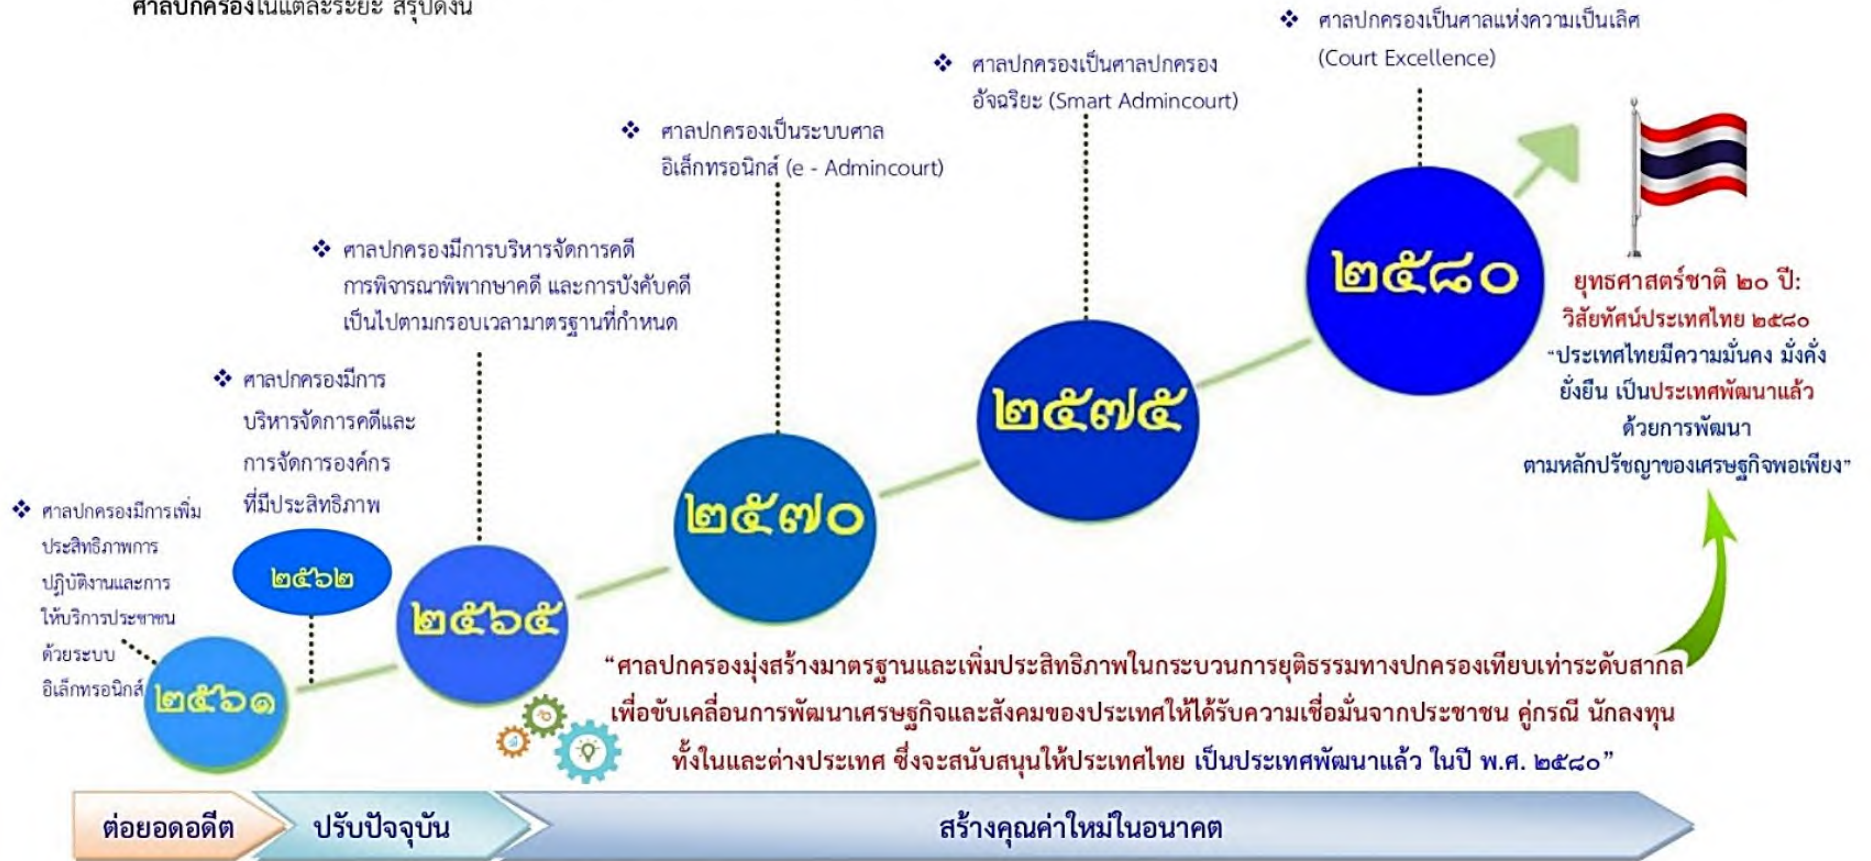 ศาลปกครองในแต่ละระยะ สรุปดังนี้
❖ ศาลปกครองมีการเพิ่ม
ประสิทธิภาพการ
ปฏิบัติงานและการ
ให้บริการประชาชน
ด้วยระบบ
อิเล็กทรอนิกส์
๒๕๖๑
❖ ศาลปกครองมีการ
บริหารจัดการคดีและ
การจัดการองค์กร
ที่มีประสิทธิภาพ
๒๕๖๒
❖ ศาลปกครองมีการบริหารจัดการคดี
การพิจารณาพิพากษาคดี และการบังคับคดี
เป็นไปตามกรอบเวลามาตรฐานที่กำหนด
๒๕๖๕
❖ ศาลปกครองเป็นระบบศาล
อิเล็กทรอนิกส์ (e - Admincourt)
๒๕๗๐
❖ ศาลปกครองเป็นศาลปกครอง
อัจฉริยะ (Smart Admincourt)
๒๕๗๕
❖ ศาลปกครองเป็นศาลแห่งความเป็นเลิศ
(Court Excellence)
๒๕๘๐
ยุทธศาสตร์ชาติ ๒๐ ปี:
วิสัยทัศน์ประเทศไทย ๒๕๘๐
“ประเทศไทยมีความมั่นคง มั่งคั่ง
ยั่งยืน เป็นประเทศพัฒนาแล้ว
ด้วยการพัฒนา
ตามหลักปรัชญาของเศรษฐกิจพอเพียง”
“ศาลปกครองมุ่งสร้างมาตรฐานและเพิ่มประสิทธิภาพในกระบวนการยุติธรรมทางปกครองเทียบเท่าระดับสากล
เพื่อขับเคลื่อนการพัฒนาเศรษฐกิจและสังคมของประเทศให้ได้รับความเชื่อมั่นจากประชาชน คู่กรณี นักลงทุน
ทั้งในและต่างประเทศ ซึ่งจะสนับสนุนให้ประเทศไทย เป็นประเทศพัฒนาแล้ว ในปี พ.ศ. ๒๕๘๐”
ต่อยอดอดีต
ปรับปัจจุบัน
สร้างคุณค่าใหม่ในอนาคต